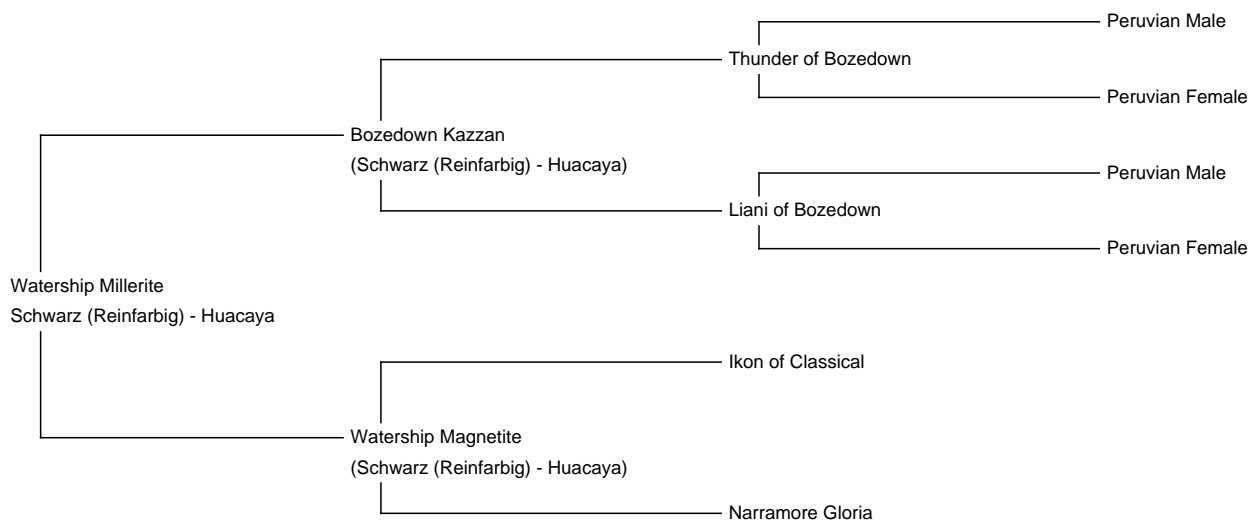 Peruvian Male
Thunder of Bozedown
Peruvian Female
Bozedown Kazzan
(Schwarz (Reinfarbig) - Huacaya)
Peruvian Male
Liani of Bozedown
Peruvian Female
Watership Millerite
Schwarz (Reinfarbig) - Huacaya
Ikon of Classical
Watership Magnetite
(Schwarz (Reinfarbig) - Huacaya)
Narramore Gloria